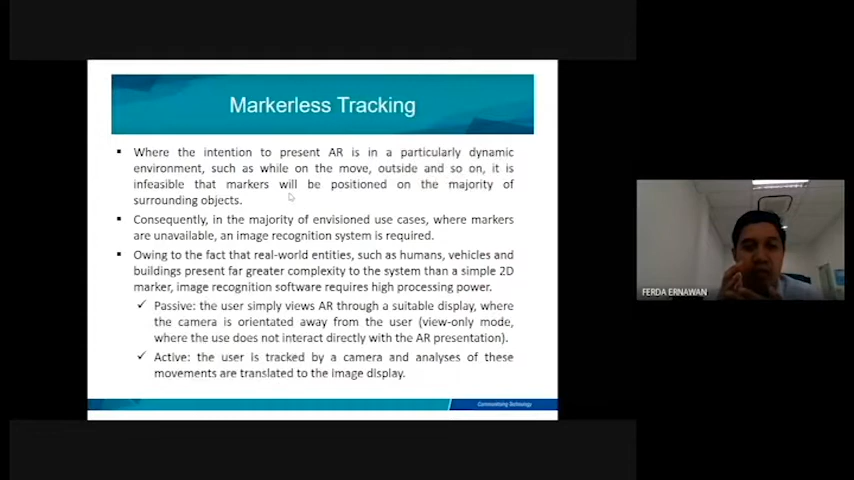 Markerless Tracking
Where the intention to present AR is in a particularly dynamic
environment, such as while on the move, outside and so on, it is
infeasible that markers will be positioned on the majority of
surrounding objects.
Consequently, in the majority of envisioned use cases, where markers
are unavailable, an image recognition system is required.
Owing to the fact that real-world entities, such as humans, vehicles and
buildings present far greater complexity to the system than a simple 2D
marker, image recognition software requires high processing power.
Passive: the user simply views AR through a suitable display, where
the camera is orientated away from the user (view-only mode,
where the use does not interact directly with the AR presentation).
Active: the user is tracked by a camera and analyses of these
movements are translated to the image display.
Communitising Technology
FERDA ERNAWAN